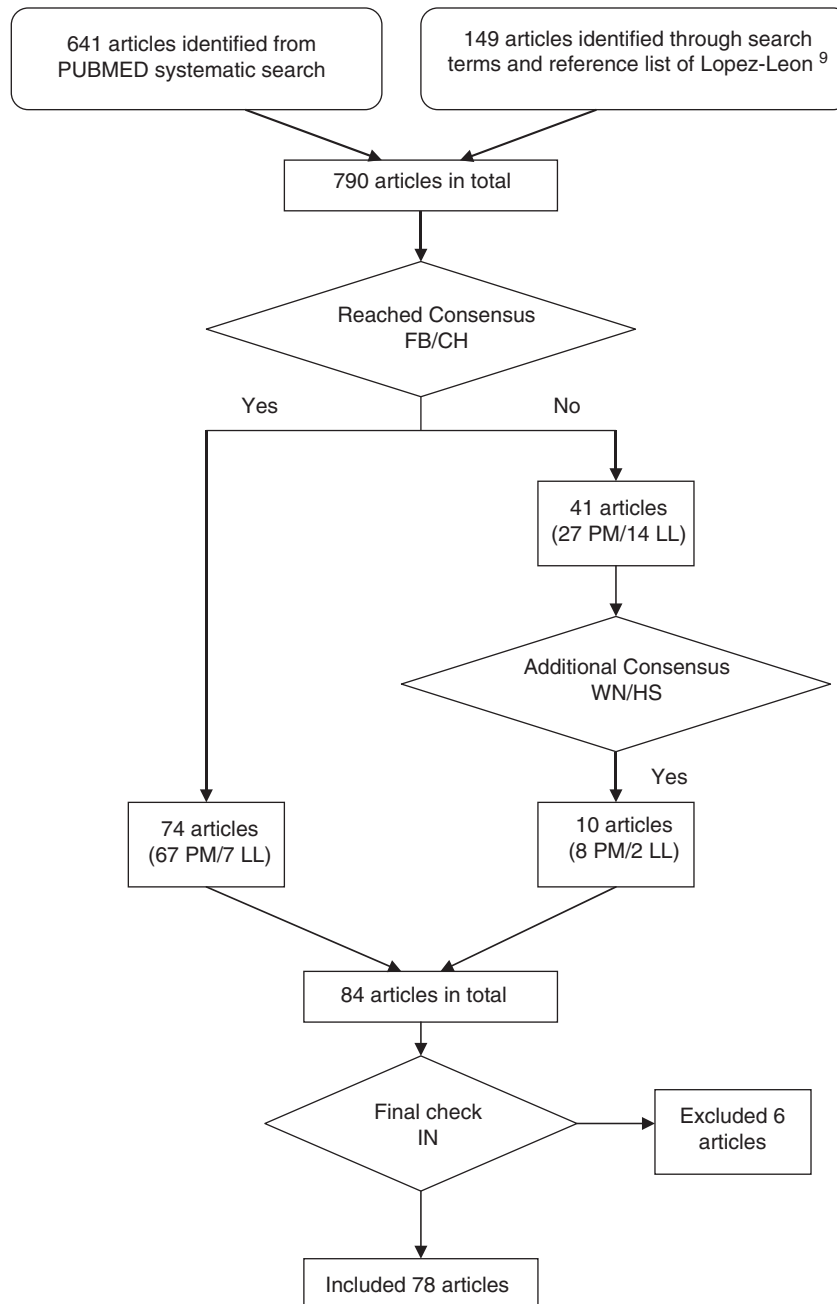 641 articles identified from
PUBMED systematic search
149 articles identified through search
terms and reference list of Lopez-Leon 9
790 articles in total
Reached Consensus
FB/CH
Yes
No
41 articles
(27 PM/14 LL)
Additional Consensus
WN/HS
Yes
74 articles
(67 PM/7 LL)
10 articles
(8 PM/2 LL)
84 articles in total
Final check
IN
Excluded 6
articles
Included 78 articles